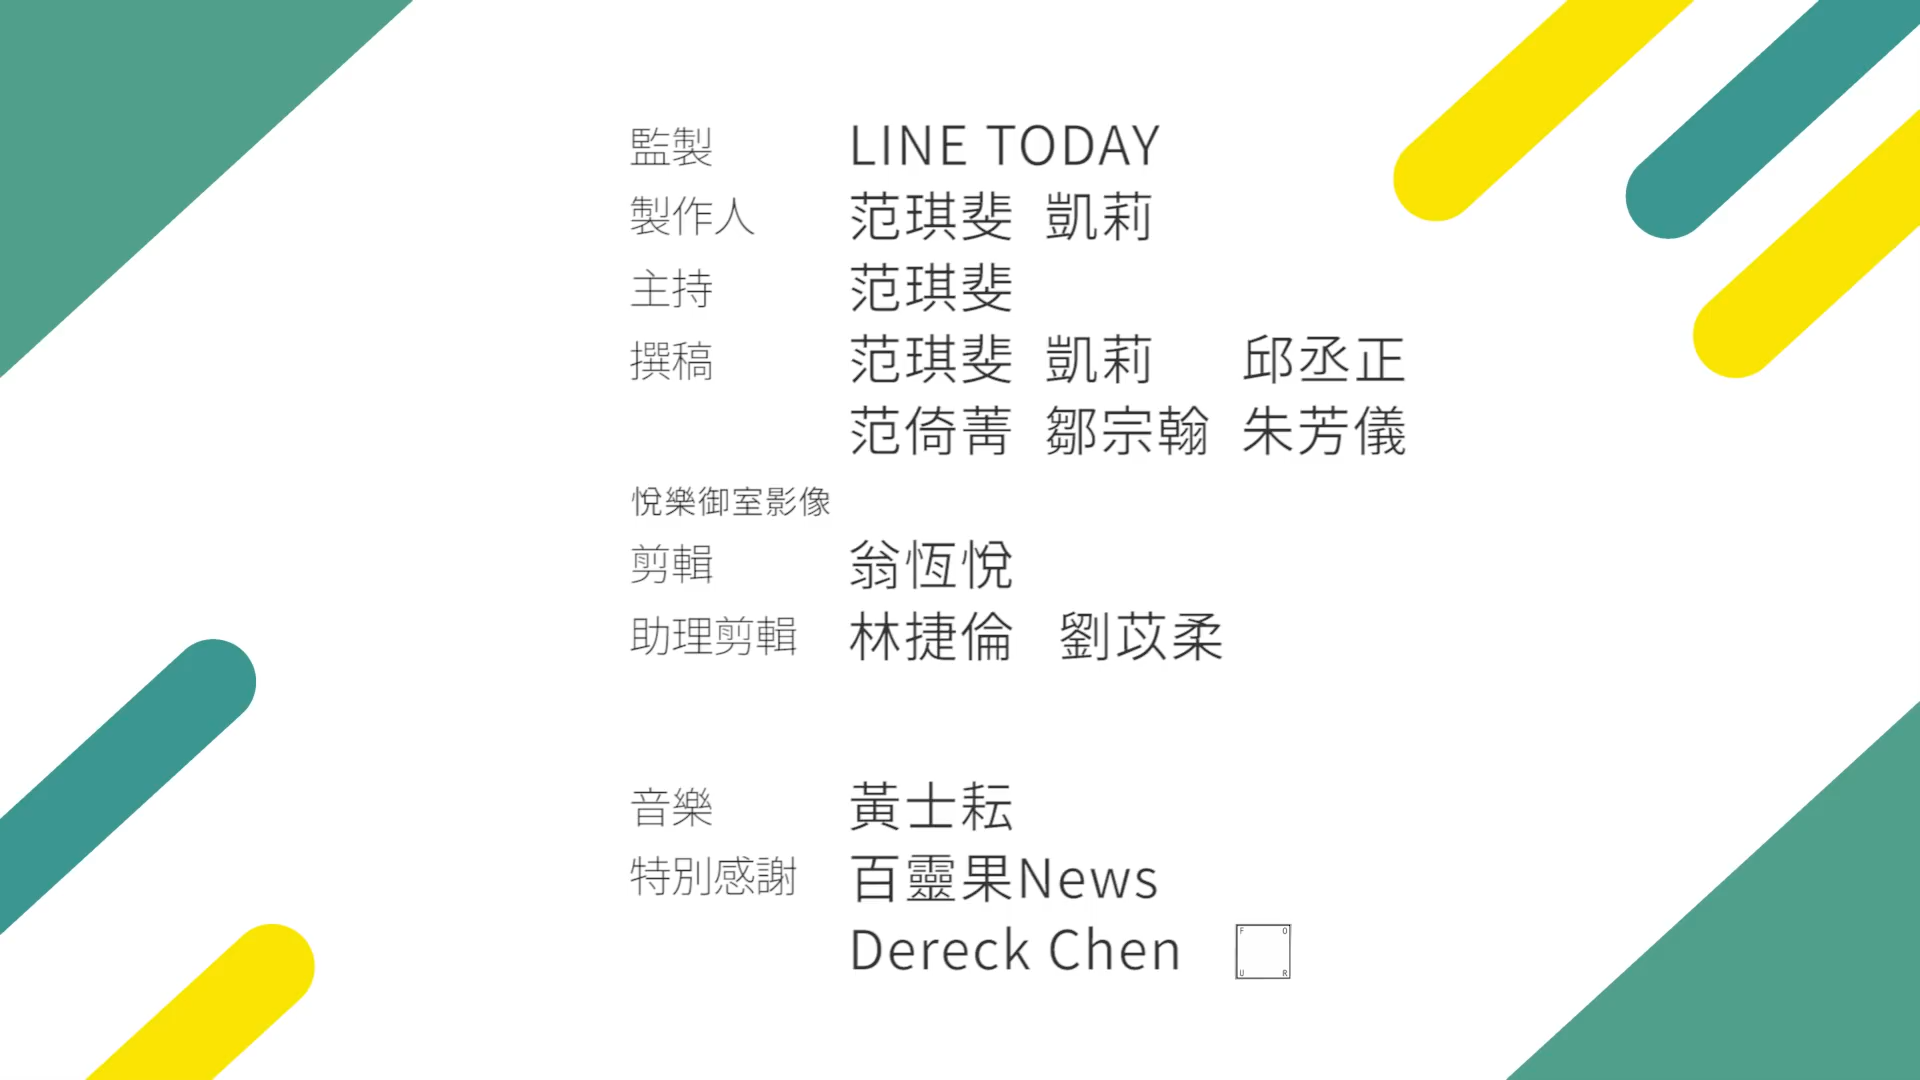 監製 LINE TODAY
製作人 范琪斐 凱莉
主持 范琪斐
撰稿 范琪斐 凱莉 邱丞正
范倚菁 鄒宗翰 朱芳儀
悅樂御室影像
剪輯 翁恆悅
助理剪輯 林捷倫 劉苡柔
音樂 黃士耘
特別感謝 百靈果News
Dereck Chen FOUR